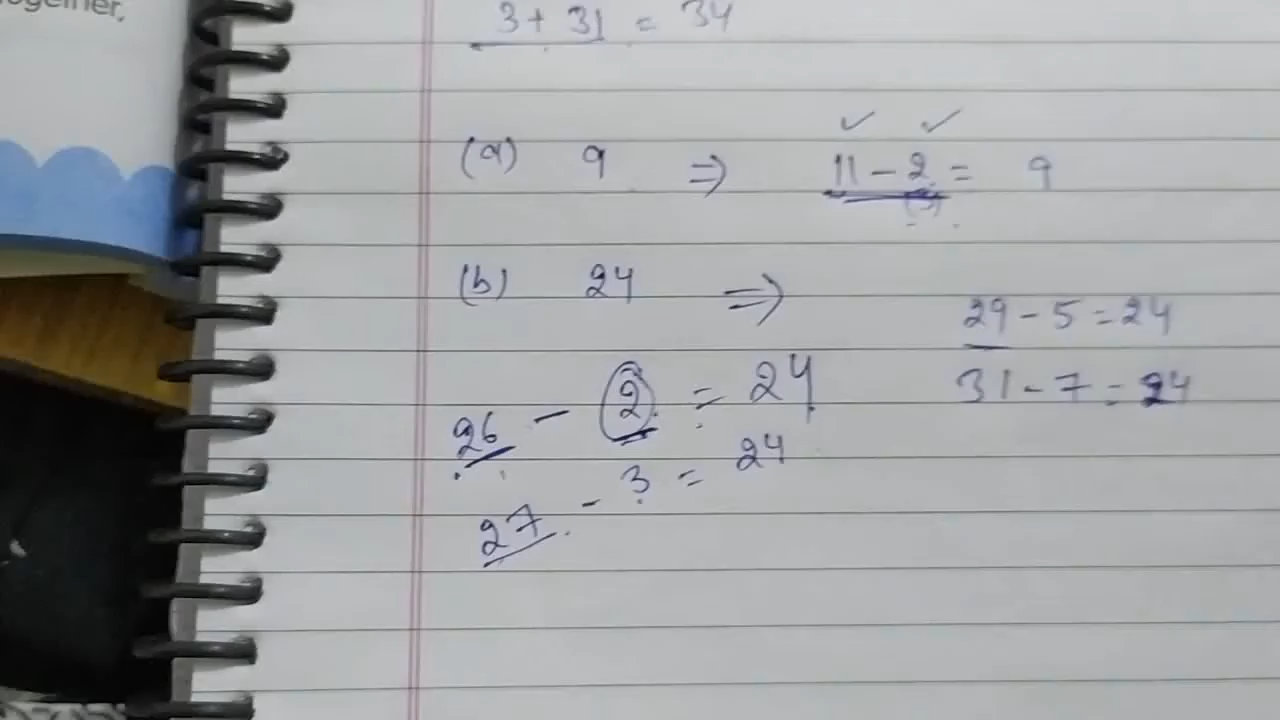 together,
3 + 31 = 34
(a) 9 ⇒ 11 - 2 = 9
(b) 24 ⇒
29 - 5 = 24
31 - 7 = 24
26 - 2 = 24
27 - 3 = 24